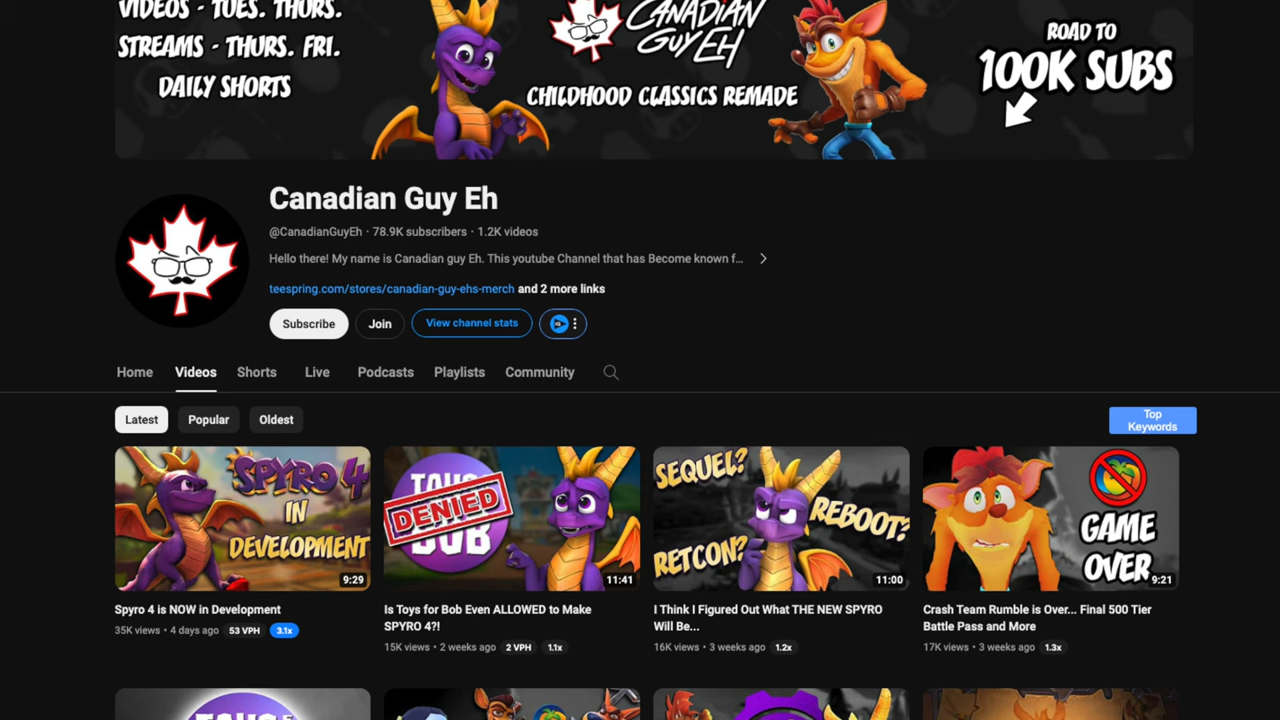 VIDEOS - TUES. THURS.
STREAMS - THURS. FRI.
DAILY SHORTS
CANADIAN
GUY EH
CHILDHOOD CLASSICS REMADE
ROAD TO
100K SUBS
Canadian Guy Eh
@CanadianGuyEh · 78.9K subscribers · 1.2K videos
Hello there! My name is Canadian guy Eh. This youtube Channel that has Become known f...
teespring.com/stores/canadian-guy-ehs-merch and 2 more links
Subscribe Join View channel stats
Home Videos Shorts Live Podcasts Playlists Community
Latest Popular Oldest
Top
Keywords
SPYRO 4
IN
DEVELOPMENT
9:29
TOYS
DENIED
BOB
11:41
SEQUEL?
REBOOT?
RETCON?
11:00
GAME
OVER
9:21
Spyro 4 is NOW in Development
35K views • 4 days ago 53 VPH 3.1x
Is Toys for Bob Even ALLOWED to Make
SPYRO 4?!
15K views • 2 weeks ago 2 VPH 1.1x
I Think I Figured Out What THE NEW SPYRO
Will Be...
16K views • 3 weeks ago 1.2x
Crash Team Rumble is Over... Final 500 Tier
Battle Pass and More
17K views • 3 weeks ago 1.3x